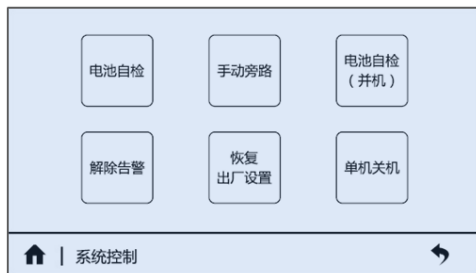 电池自检
手动旁路
电池自检
（并机）
解除告警
恢复
出厂设置
单机关机
系统控制